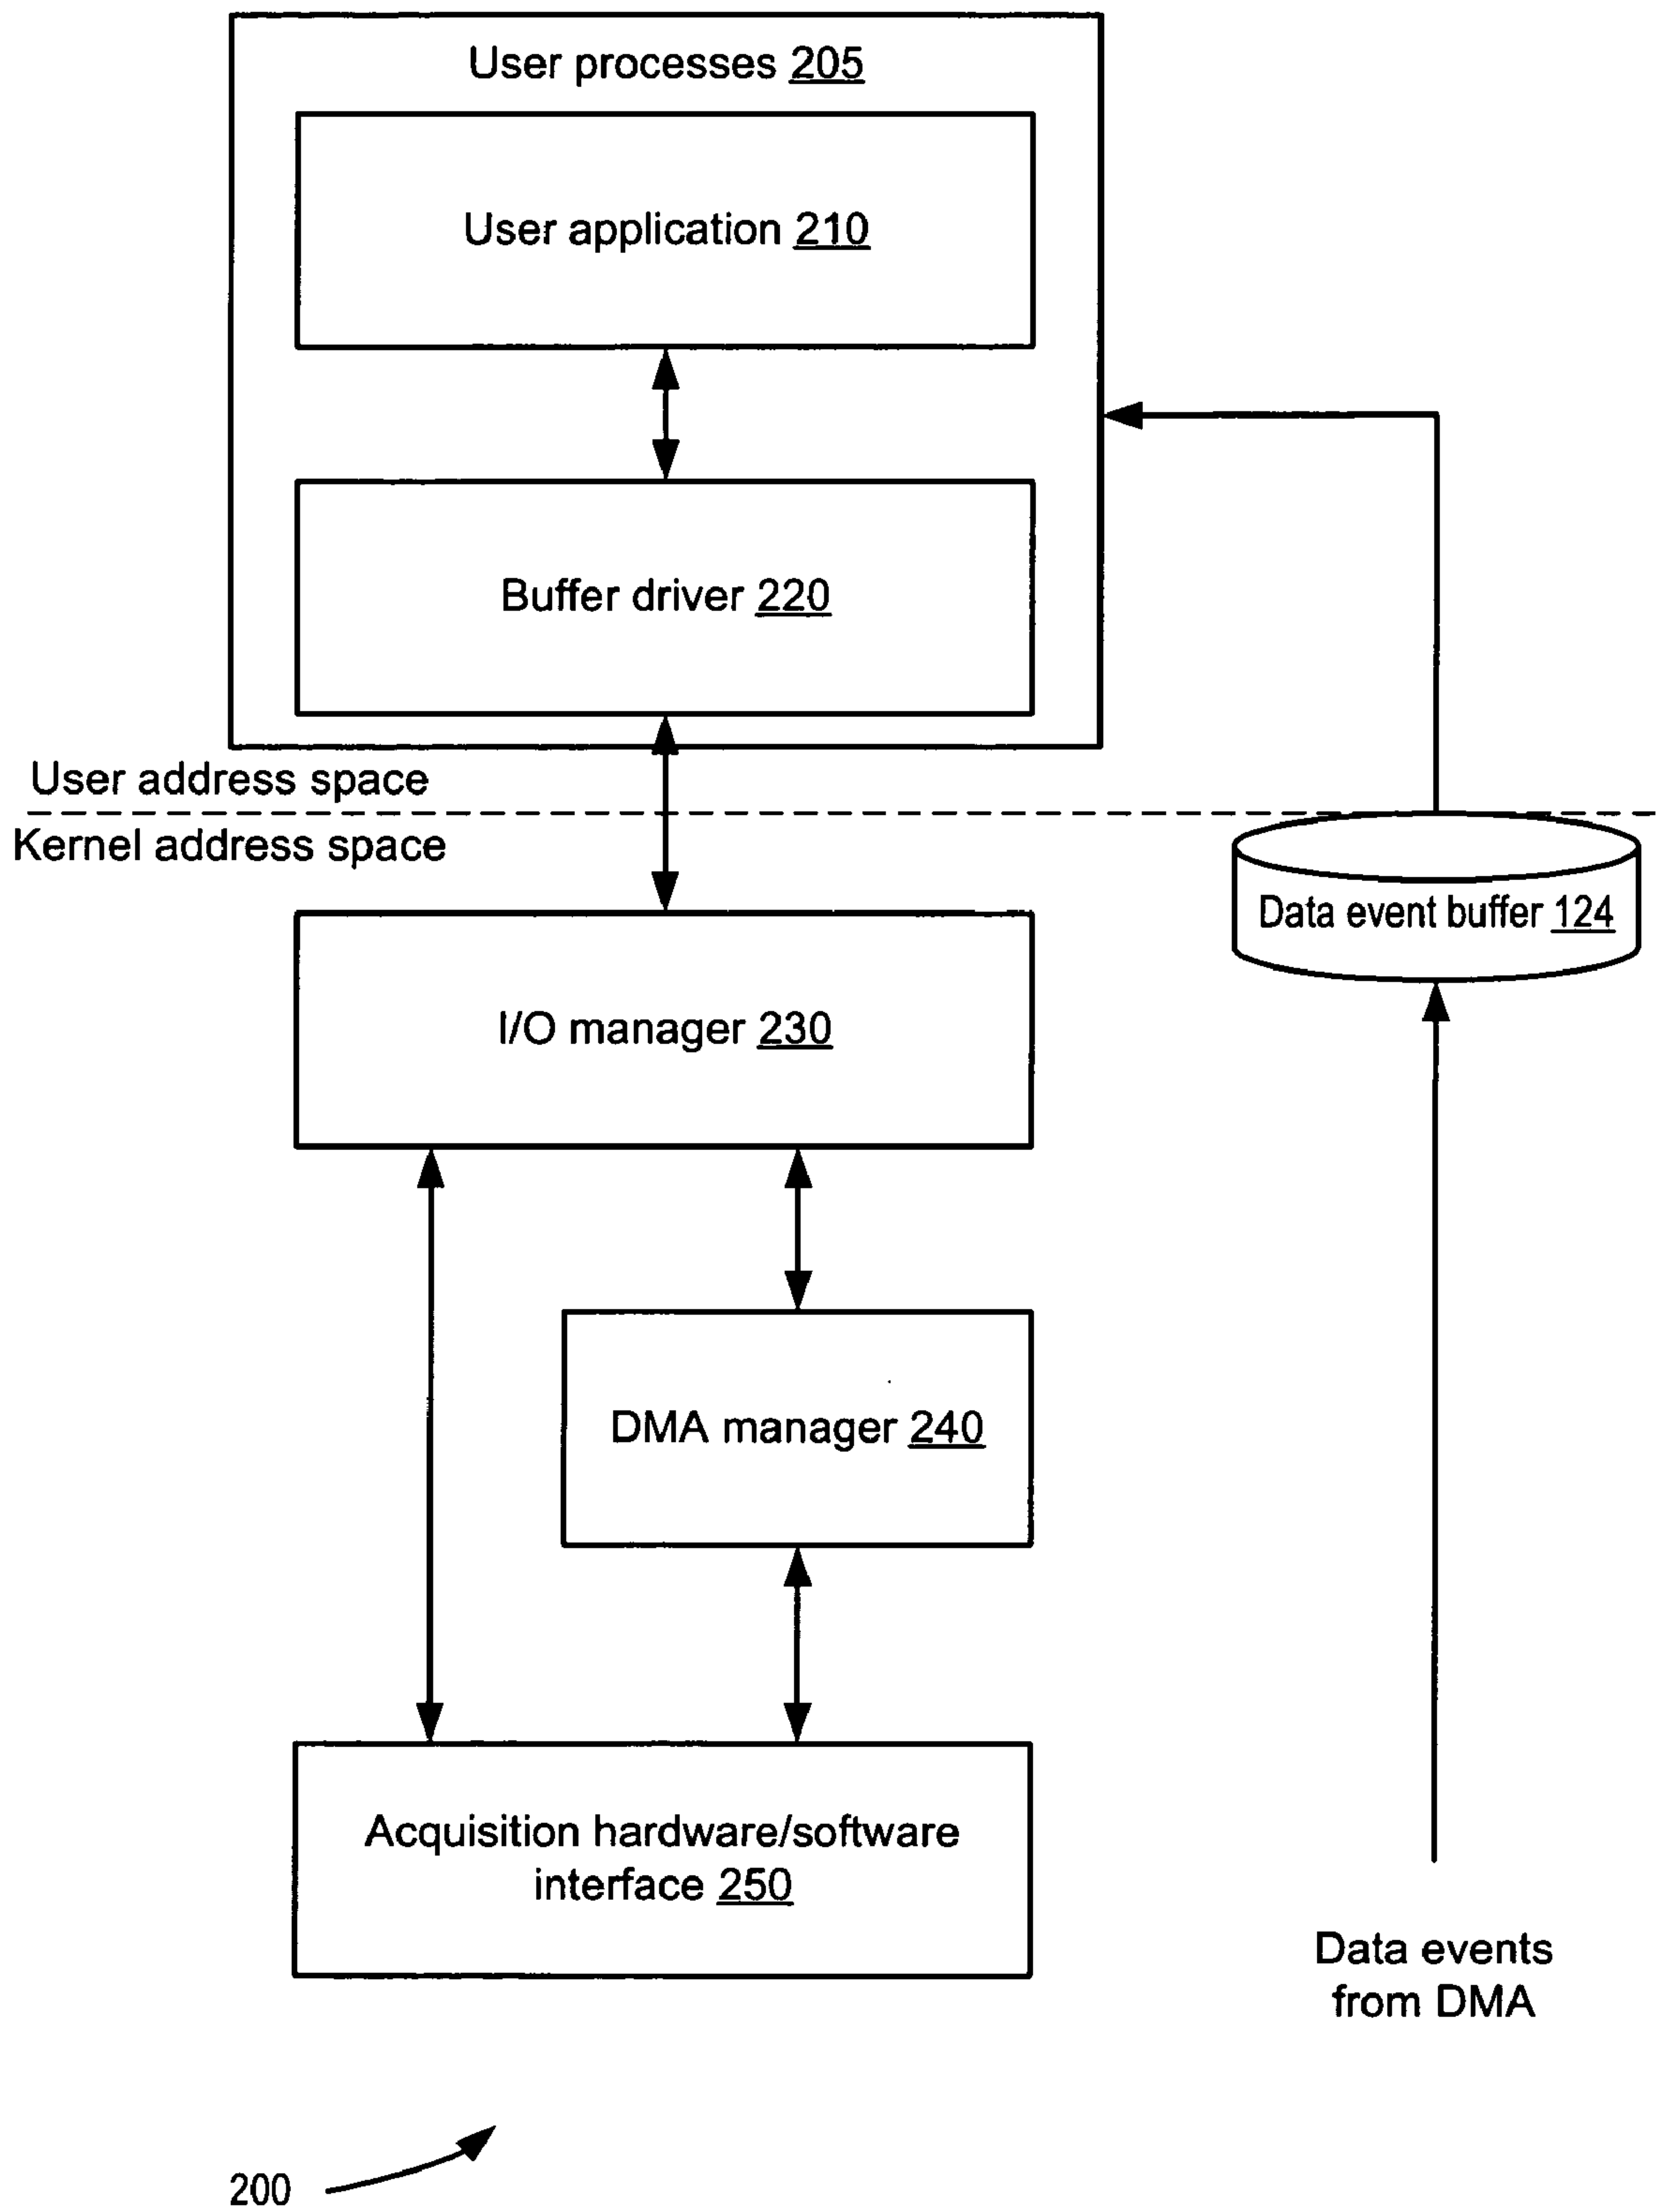 User processes 205
User application 210
Buffer driver 220
User address space
Kernel address space
Data event buffer 124
I/O manager 230
DMA manager 240
Acquisition hardware/software
interface 250
Data events
from DMA
200